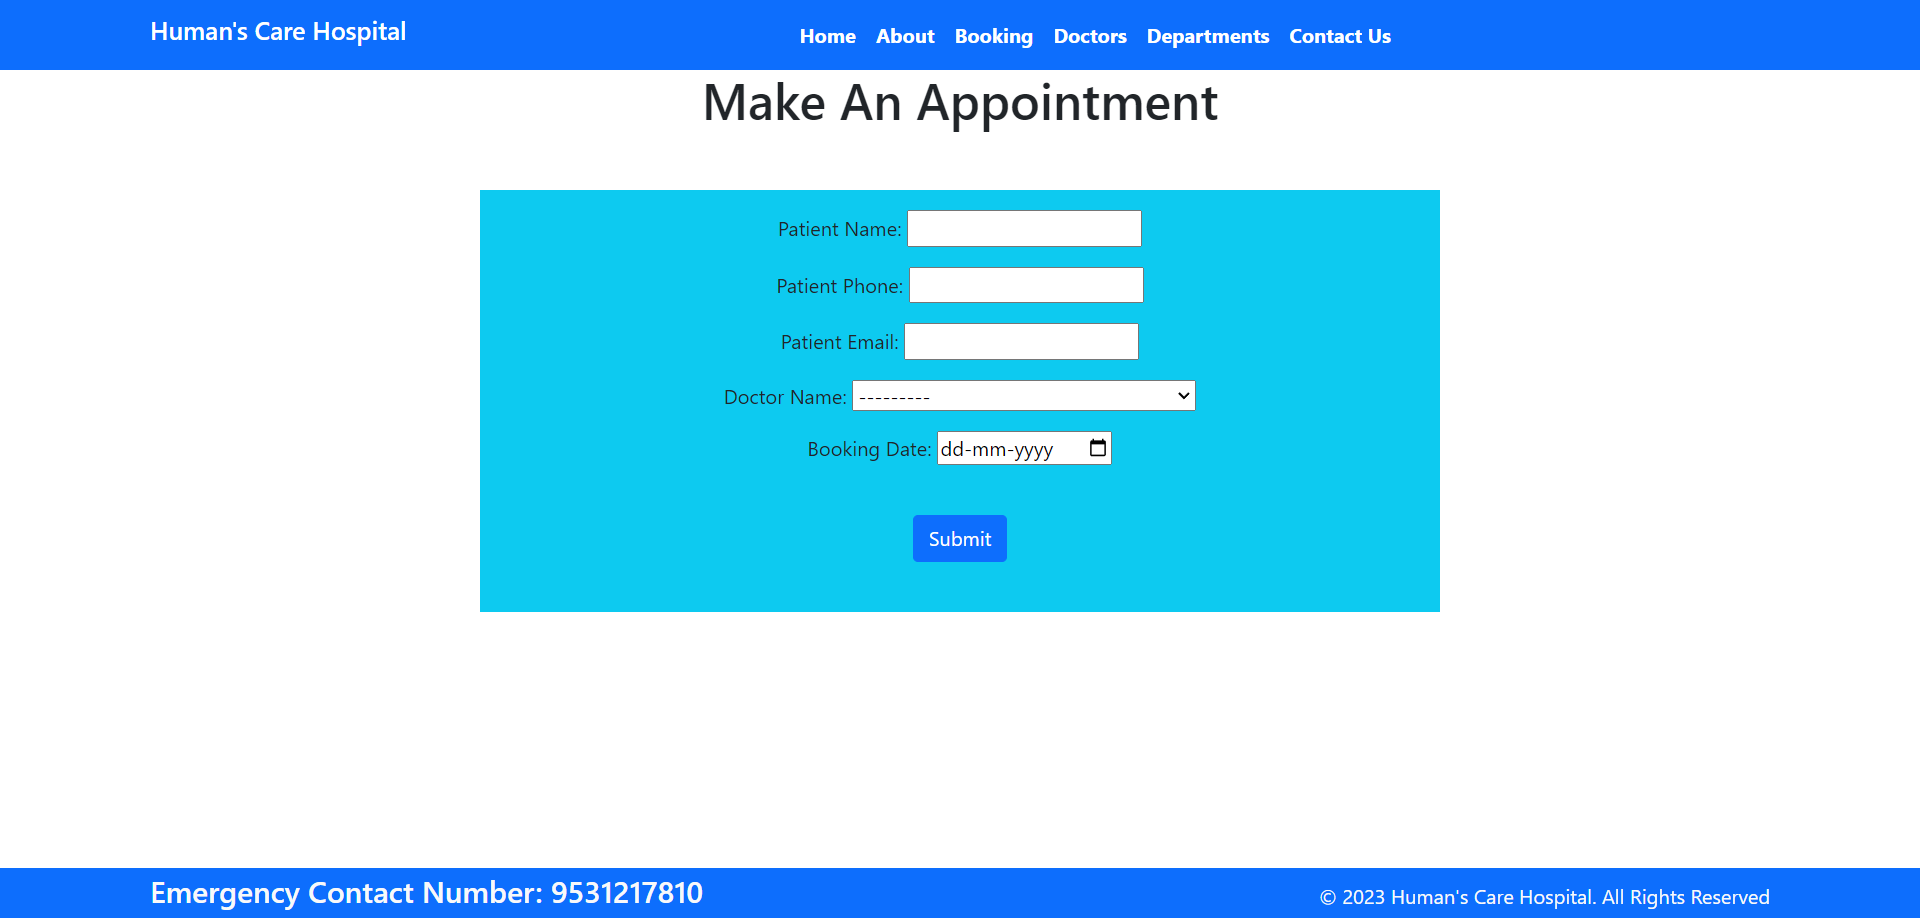 Human's Care Hospital
Home About Booking Doctors Departments Contact Us
Make An Appointment
Patient Name:
Patient Phone:
Patient Email:
Doctor Name: ---------
Booking Date: dd-mm-yyyy
Submit
Emergency Contact Number: 9531217810
© 2023 Human's Care Hospital. All Rights Reserved